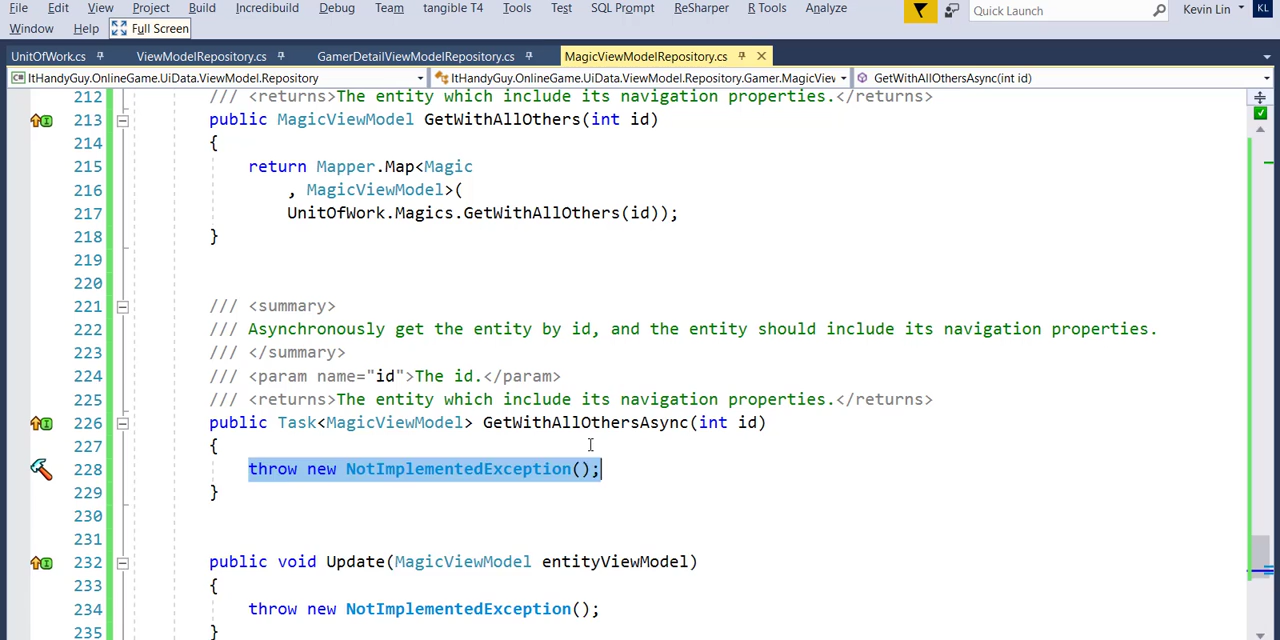 File Edit View Project Build Incredibuild Debug Team tangible T4 Tools Test SQL Prompt ReSharper R Tools Analyze Quick Launch Kevin Lin KL
Window Help Full Screen
UnitOfWork.cs ViewModelRepository.cs GamerDetailViewModelRepository.cs MagicViewModelRepository.cs
ItHandyGuy.OnlineGame.UiData.ViewModel.Repository ItHandyGuy.OnlineGame.UiData.ViewModel.Repository.Gamer.MagicViev GetWithAllOthersAsync(int id)
212 /// <returns>The entity which include its navigation properties.</returns>
213 public MagicViewModel GetWithAllOthers(int id)
214 {
215 return Mapper.Map<Magic
216 , MagicViewModel>(
217 UnitOfWork.Magics.GetWithAllOthers(id));
218 }
219
220
221 /// <summary>
222 /// Asynchronously get the entity by id, and the entity should include its navigation properties.
223 /// </summary>
224 /// <param name="id">The id.</param>
225 /// <returns>The entity which include its navigation properties.</returns>
226 public Task<MagicViewModel> GetWithAllOthersAsync(int id)
227 {
228 throw new NotImplementedException();
229 }
230
231
232 public void Update(MagicViewModel entityViewModel)
233 {
234 throw new NotImplementedException();
235 }